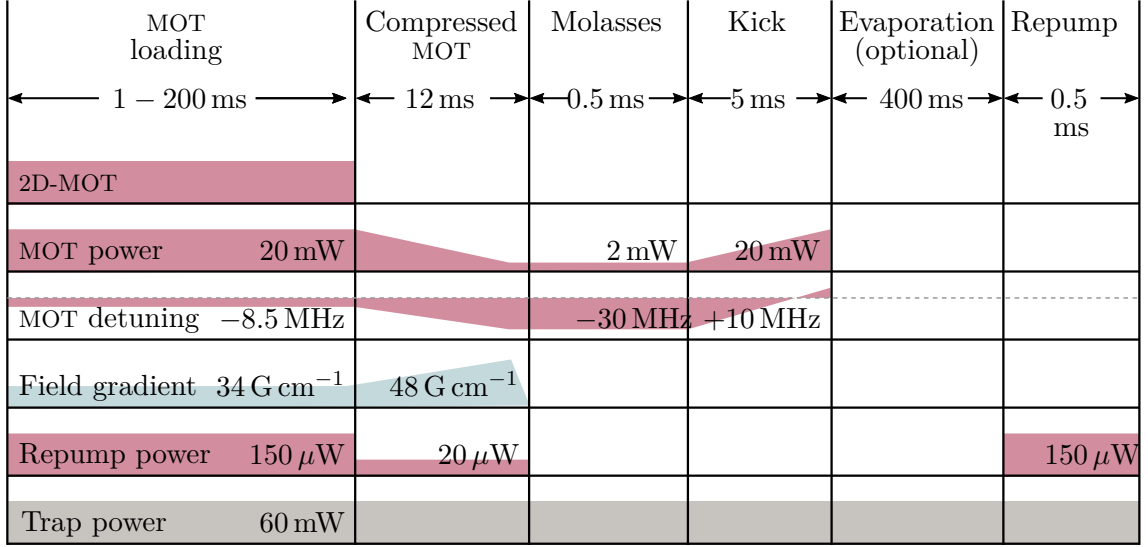 MOT loading
Compressed MOT
Molasses
Kick
Evaporation (optional)
Repump
1 − 200 ms
12 ms
0.5 ms
5 ms
400 ms
0.5 ms
2D-MOT
MOT power 20 mW 2 mW 20 mW
MOT detuning −8.5 MHz −30 MHz +10 MHz
Field gradient 34 G cm⁻¹ 48 G cm⁻¹
Repump power 150 μW 20 μW 150 μW
Trap power 60 mW